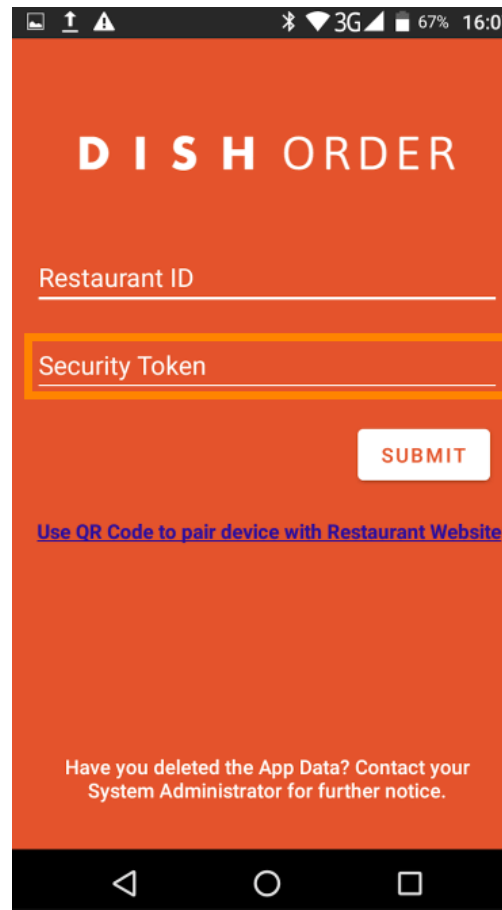 3G 67% 16:0
DISH ORDER
Restaurant ID
Security Token
SUBMIT
Use QR Code to pair device with Restaurant Website
Have you deleted the App Data? Contact your
System Administrator for further notice.